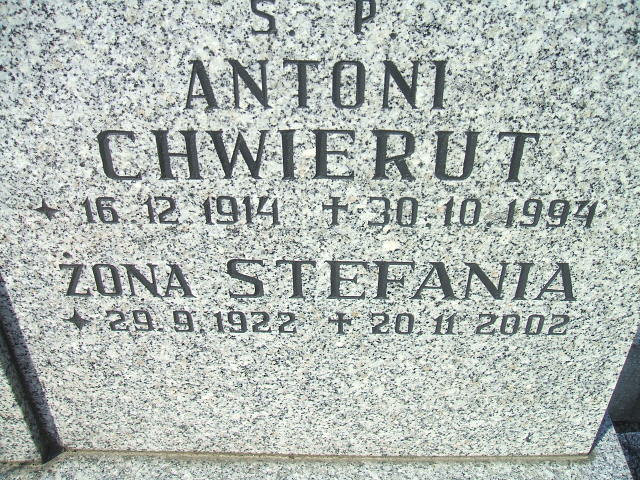 Ś P
ANTONI
CHWIERUT
16.12.1914 30.10.1994
ŻONA STEFANIA
29.9.1922 20.11.2002